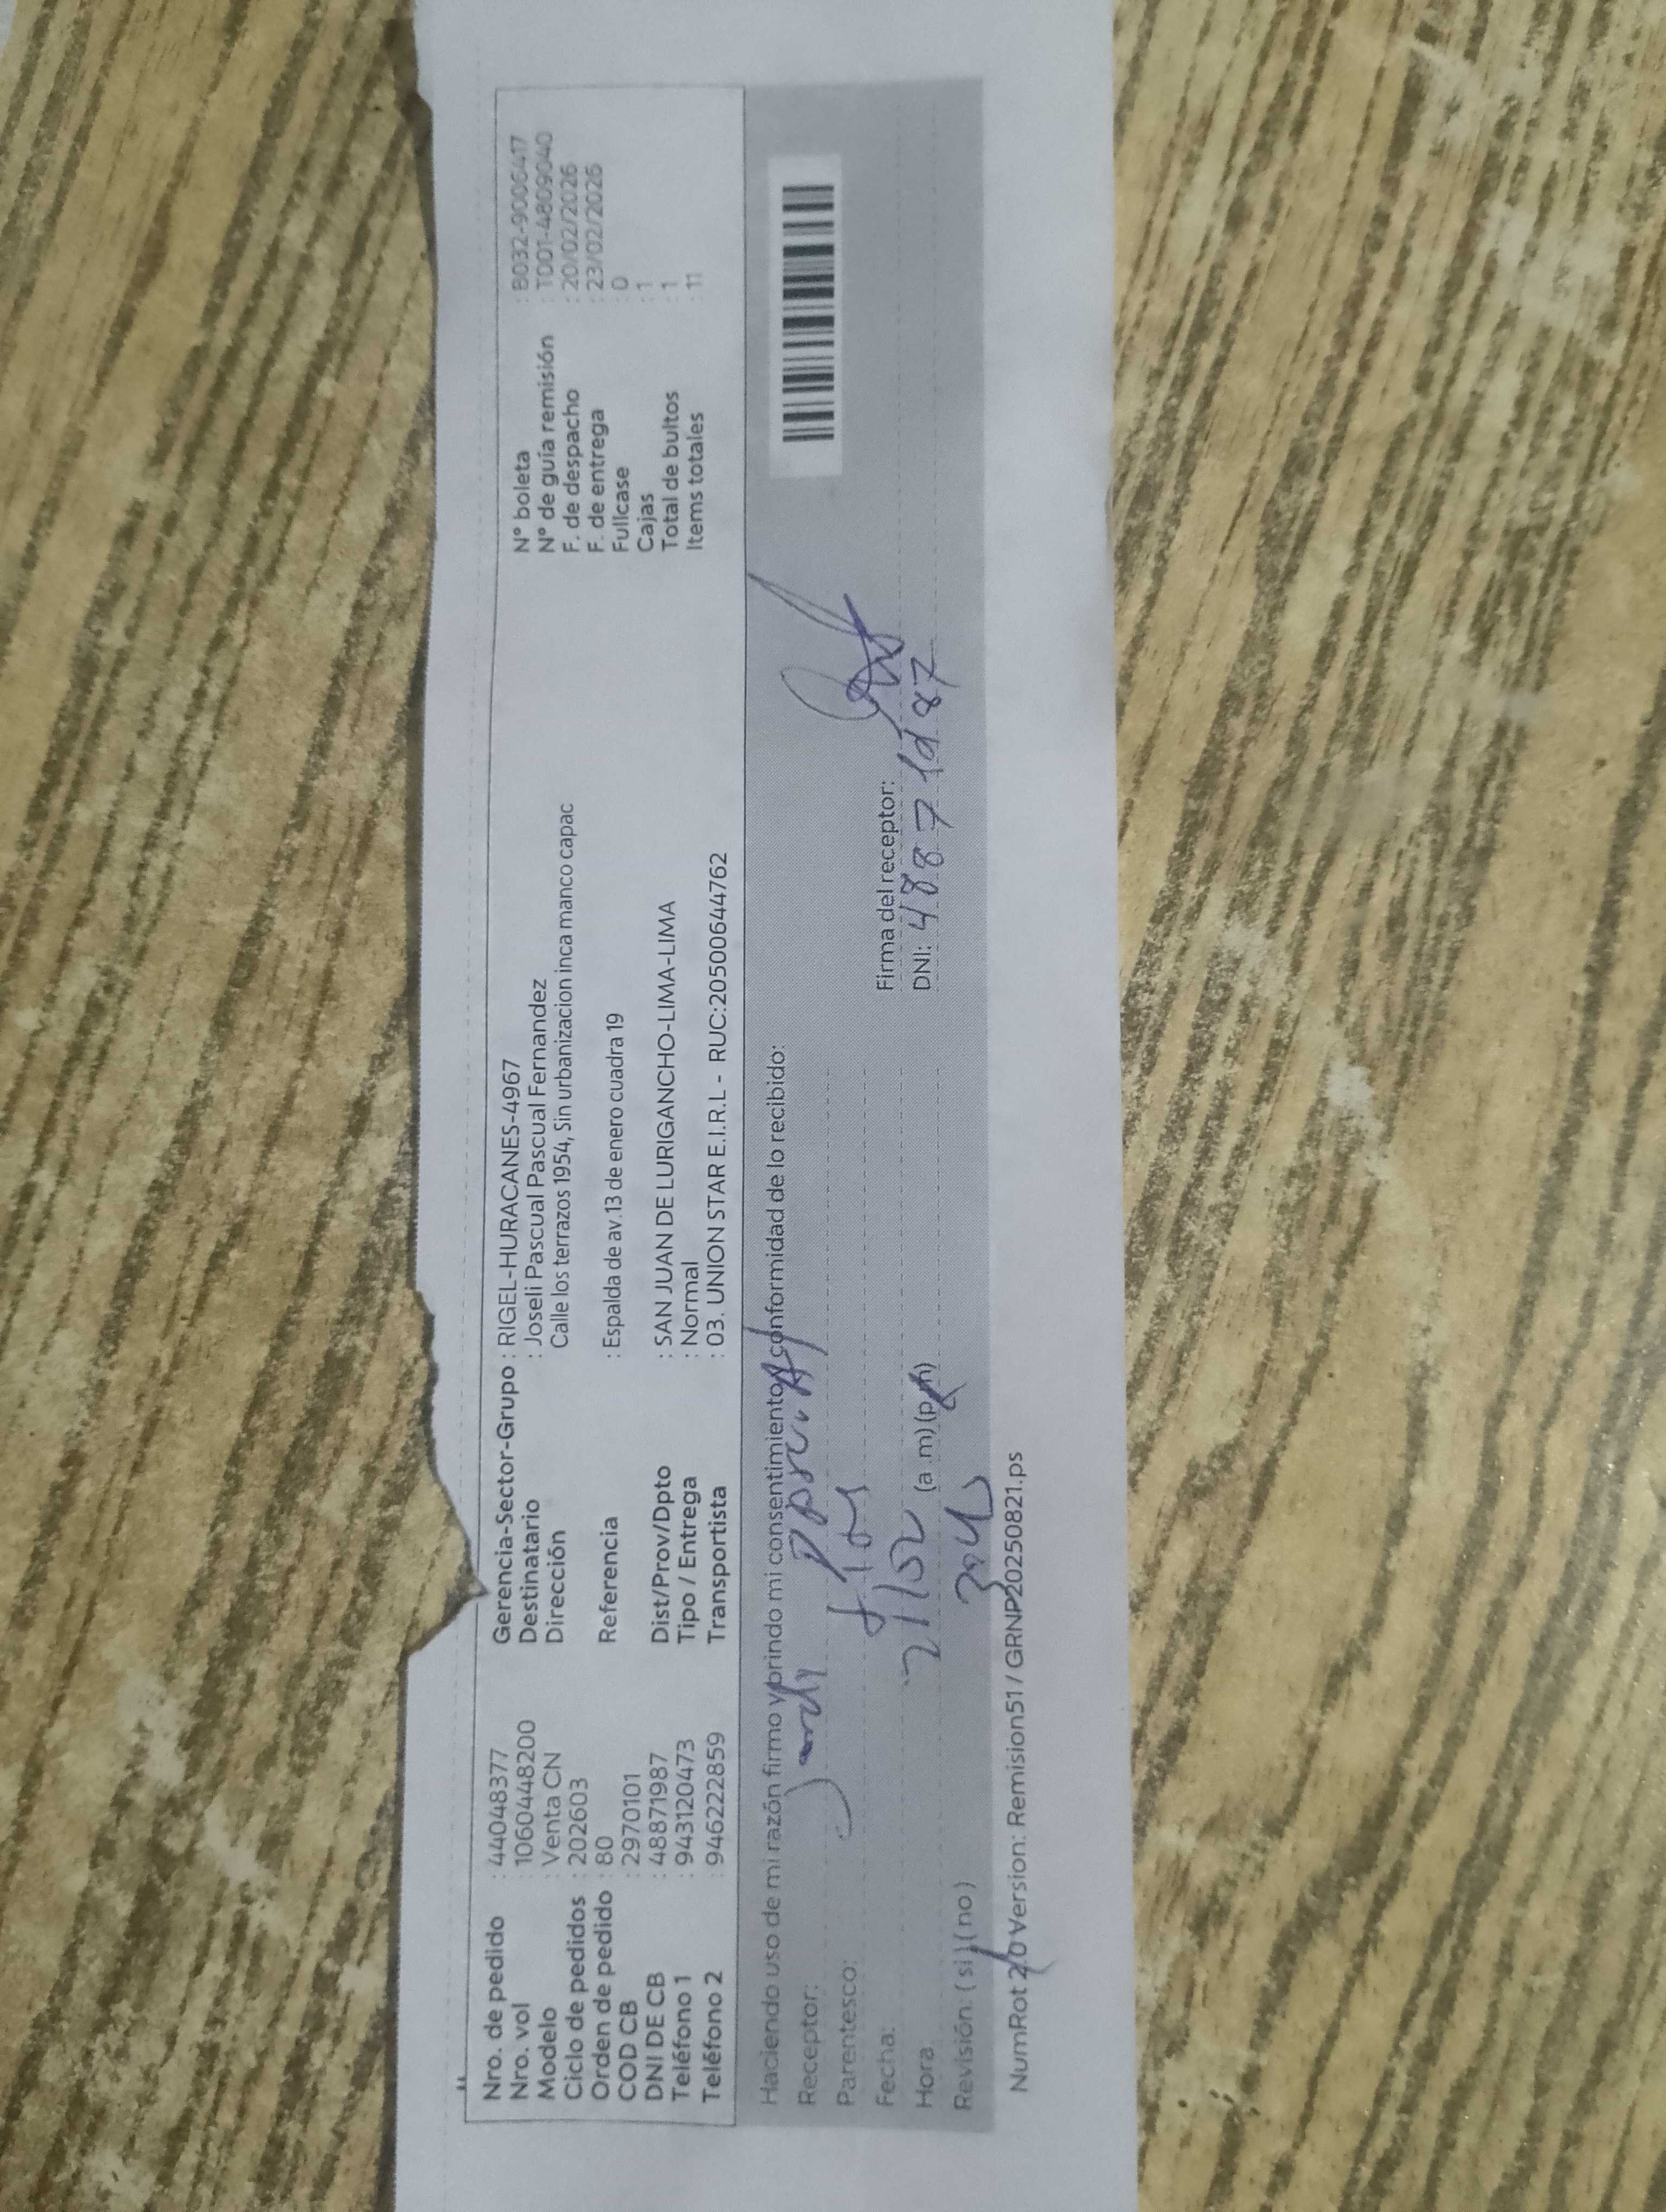 Nro. de pedido : 44048377
Nro. vol : 1060448200
Modelo : Venta CN
Ciclo de pedidos : 202603
Orden de pedido : 80
COD CB : 2970101
DNI DE CB : 48871987
Teléfono 1 : 943120473
Teléfono 2 : 946222859
Gerencia-Sector-Grupo : RIGEL-HURACANES-4967
Destinatario : Joseli Pascual Pascual Fernandez
Dirección Calle los terrazos 1954, Sin urbanizacion inca manco capac
Referencia : Espalda de av.13 de enero cuadra 19
Dist/Prov/Dpto : SAN JUAN DE LURIGANCHO-LIMA-LIMA
Tipo / Entrega : Normal
Transportista : 03. UNION STAR E.I.R.L - RUC:20500644762
N° boleta : B032-9006417
N° de guía remisión : T001-48809040
F. de despacho : 20/02/2026
F. de entrega : 23/02/2026
Fullcase : 0
Cajas : 1
Total de bultos : 1
Items totales : 11
Haciendo uso de mi razón firmo y brindo mi consentimiento y conformidad de lo recibido:
Receptor:
Parentesco:
Fecha: 21/02
Hora (a m) (p m)
Revisión: ( si ) ( no )
Firma del receptor:
DNI: 48871987
NumRot 2/0 Version: Remision51 / GRNP20250821.ps